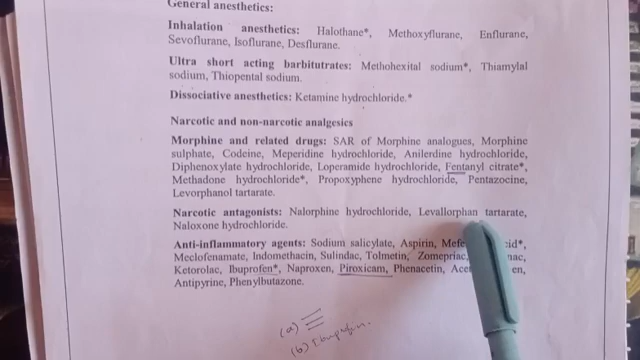 General anesthetics:
Inhalation anesthetics: Halothane*, Methoxyflurane, Enflurane,
Sevoflurane, Isoflurane, Desflurane.
Ultra short acting barbitutrates: Methohexital sodium*, Thiamylal
sodium, Thiopental sodium.
Dissociative anesthetics: Ketamine hydrochloride.*
Narcotic and non-narcotic analgesics
Morphine and related drugs: SAR of Morphine analogues, Morphine
sulphate, Codeine, Meperidine hydrochloride, Anilerdine hydrochloride,
Diphenoxylate hydrochloride, Loperamide hydrochloride, Fentanyl citrate*,
Methadone hydrochloride*, Propoxyphene hydrochloride, Pentazocine,
Levorphanol tartarate.
Narcotic antagonists: Nalorphine hydrochloride, Levallorphan tartarate,
Naloxone hydrochloride.
Anti-inflammatory agents: Sodium salicylate, Aspirin,
Meclofenamate, Indomethacin, Sulindac, Tolmetin, Zomepriac,
Ketorolac, Ibuprofen*, Naproxen, Piroxicam, Phenacetin,
Antipyrine, Phenylbutazone.
(a)
(b) Ibuprofen.